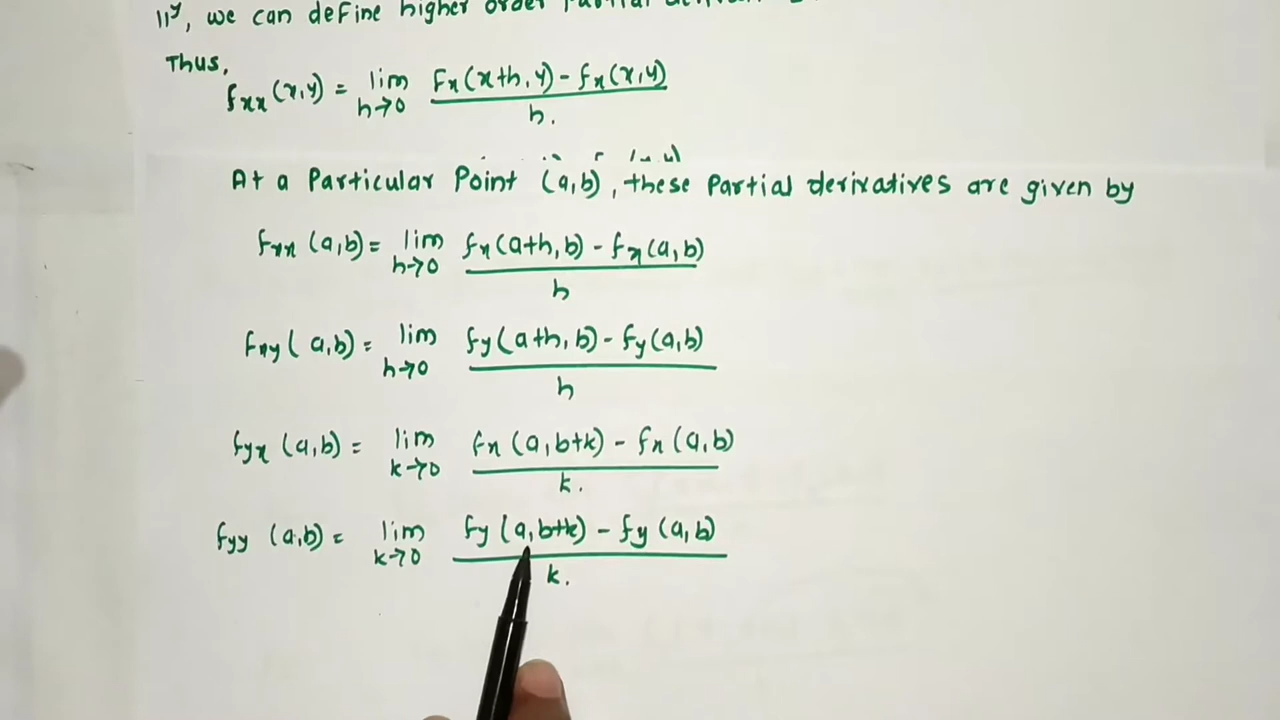 llʸ, we can define higher order Partial
Thus,
fxx(x,y) = lim h→0 Fx(x+h, y) - fx(x,y) / h.
At a Particular Point (a,b), these Partial derivatives are given by
fxx (a,b) = lim h→0 fx(a+h, b) - fx(a,b) / h
fxy (a,b) = lim h→0 fy(a+h, b) - fy(a,b) / h
fyx (a,b) = lim k→0 fx (a,b+k) - fx (a,b) / k.
fyy (a,b) = lim k→0 fy (a,b+k) - fy (a,b) / k.